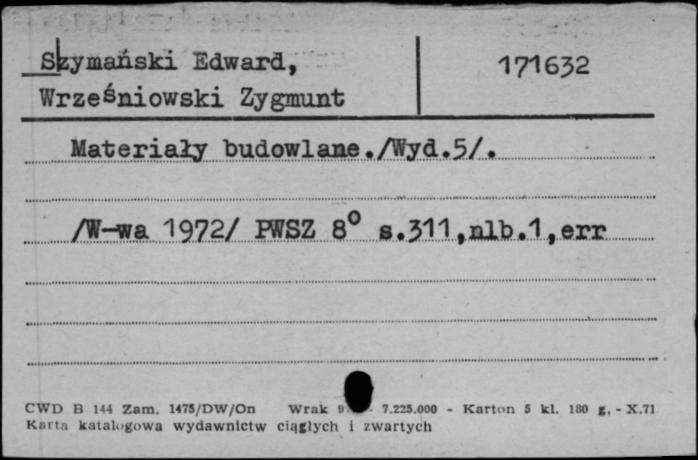 Szymański Edward,
171632
Wrześniowski Zygmunt
Materiały budowlane./Wyd.5/.
/W-wa 1972/ PWSZ 8° s.311,nlb.1,err
CWD B 144 Zam. 1475/DW/On Wrak 7.225.000 - Karton 5 kl. 180 g. - X.71
Karta katalogowa wydawnictw ciągłych i zwartych